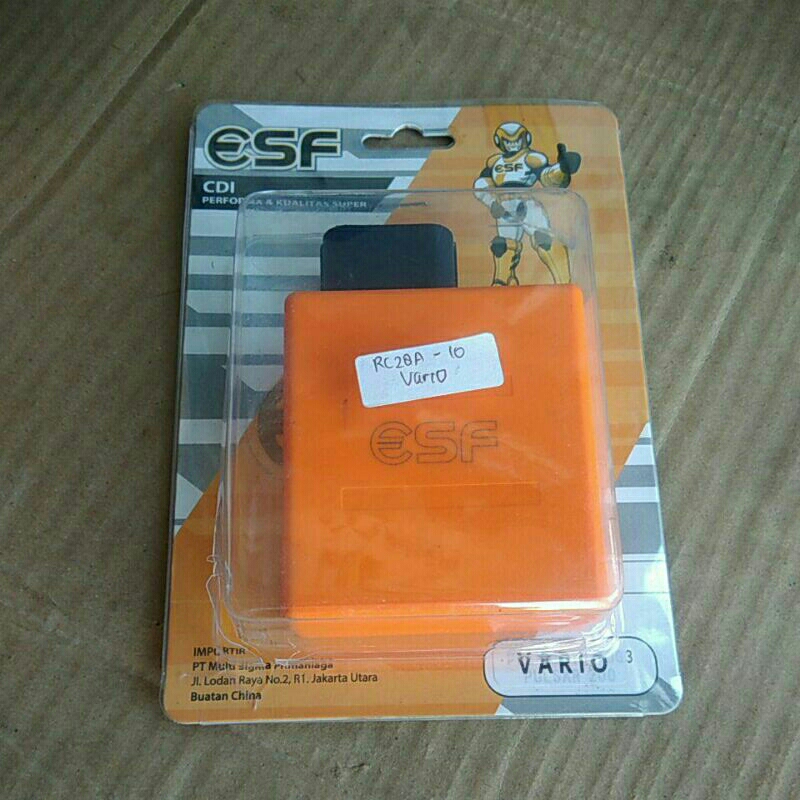 ESF
CDI
PERFORMA & KUALITAS SUPER
ESF
RC28A - 10
Vario
ESF
IMPORTIR
PT Multi Sigma Primaniaga
Jl. Lodan Raya No.2, R1. Jakarta Utara
Buatan China
VARIO
PULSAR 200